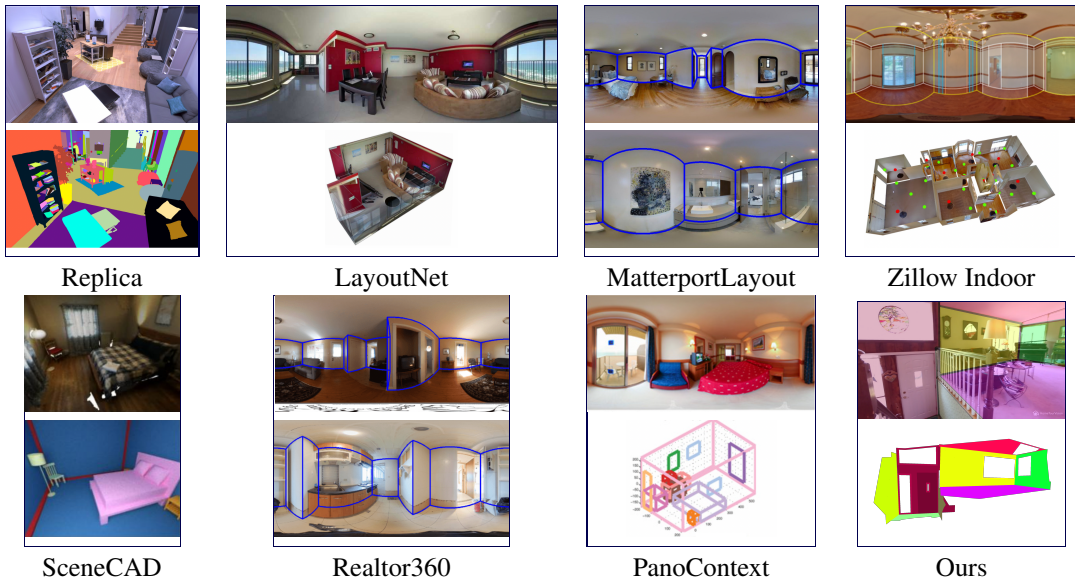 Replica
LayoutNet
MatterportLayout
Zillow Indoor
SceneCAD
Realtor360
PanoContext
Ours